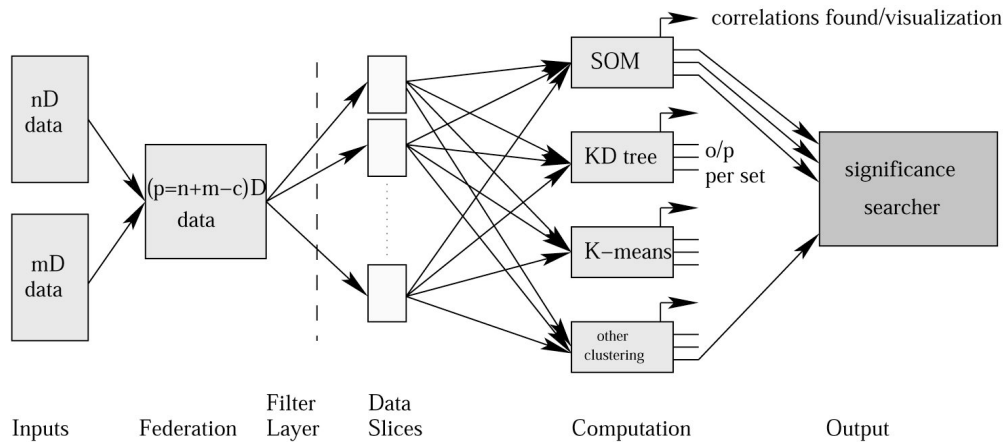 correlations found/visualization
nD
data
mD
data
(p=n+m−c)D
data
SOM
KD tree
o/p
per set
K−means
other
clustering
significance
searcher
Inputs
Federation
Filter
Layer
Data
Slices
Computation
Output